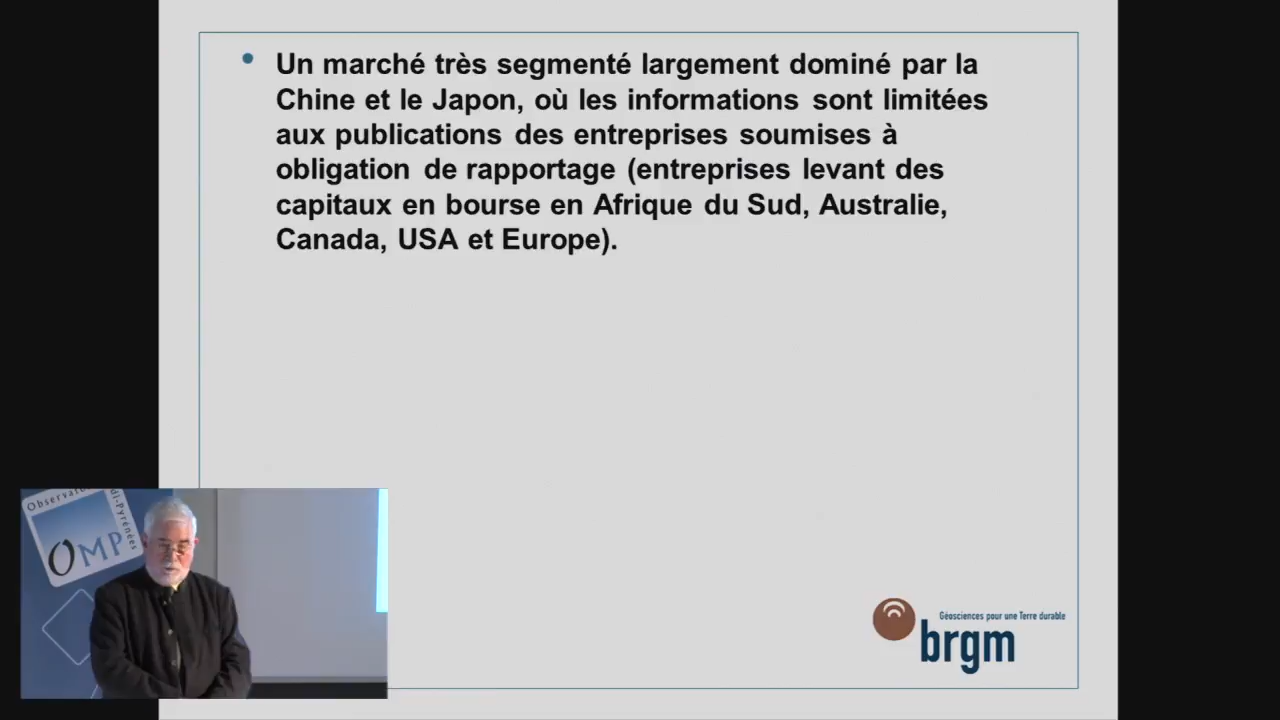 Un marché très segmenté largement dominé par la
Chine et le Japon, où les informations sont limitées
aux publications des entreprises soumises à
obligation de rapportage (entreprises levant des
capitaux en bourse en Afrique du Sud, Australie,
Canada, USA et Europe).
OMP
Géosciences pour une Terre durable
brgm